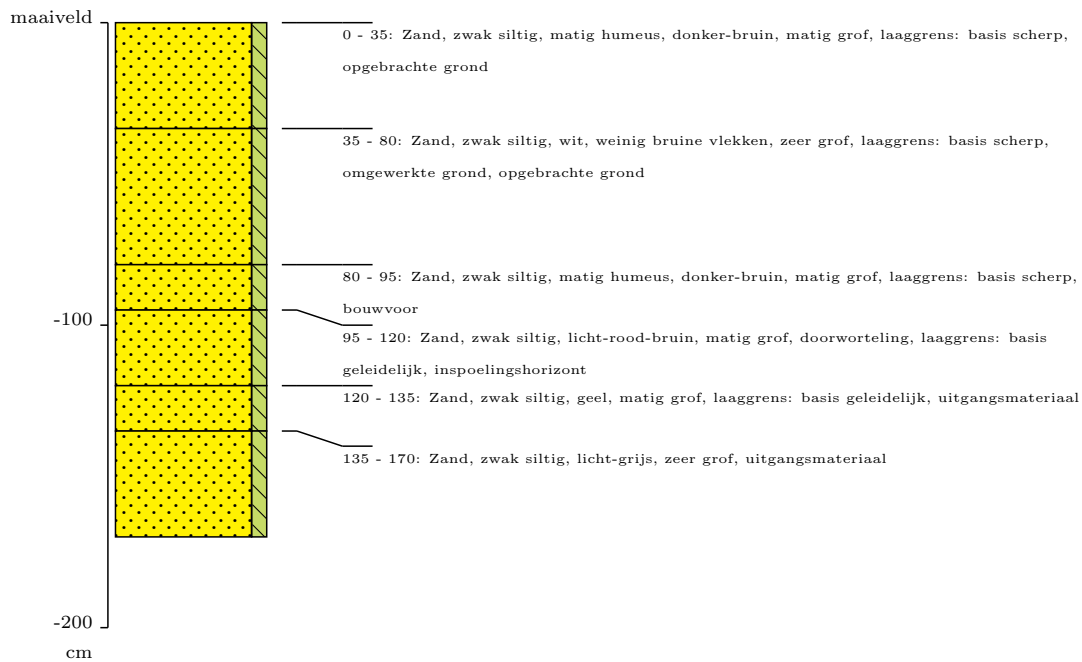 maaiveld
0 - 35: Zand, zwak siltig, matig humeus, donker-bruin, matig grof, laaggrens: basis scherp,
opgebrachte grond
35 - 80: Zand, zwak siltig, wit, weinig bruine vlekken, zeer grof, laaggrens: basis scherp,
omgewerkte grond, opgebrachte grond
80 - 95: Zand, zwak siltig, matig humeus, donker-bruin, matig grof, laaggrens: basis scherp,
bouwvoor
-100
95 - 120: Zand, zwak siltig, licht-rood-bruin, matig grof, doorworteling, laaggrens: basis
geleidelijk, inspoelingshorizont
120 - 135: Zand, zwak siltig, geel, matig grof, laaggrens: basis geleidelijk, uitgangsmateriaal
135 - 170: Zand, zwak siltig, licht-grijs, zeer grof, uitgangsmateriaal
-200
cm